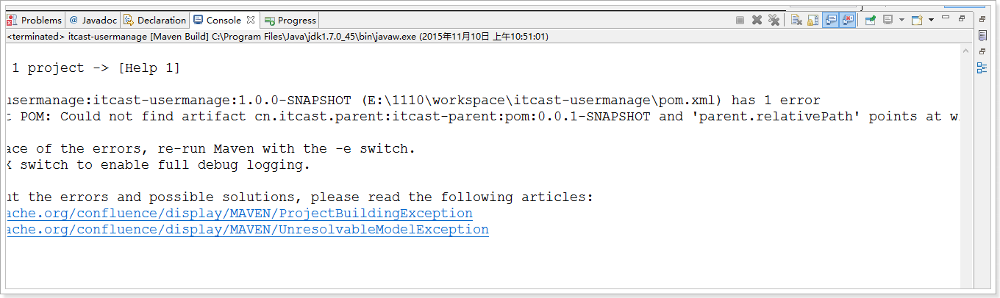 Problems @ Javadoc Declaration Console Progress
<terminated> itcast-usermanage [Maven Build] C:\Program Files\Java\jdk1.7.0_45\bin\javaw.exe (2015年11月10日 上午10:51:01)
1 project -> [Help 1]
usermanage:itcast-usermanage:1.0.0-SNAPSHOT (E:\1110\workspace\itcast-usermanage\pom.xml) has 1 error
t POM: Could not find artifact cn.itcast.parent:itcast-parent:pom:0.0.1-SNAPSHOT and 'parent.relativePath' points at w
ace of the errors, re-run Maven with the -e switch.
X switch to enable full debug logging.
ut the errors and possible solutions, please read the following articles:
ache.org/confluence/display/MAVEN/ProjectBuildingException
ache.org/confluence/display/MAVEN/UnresolvableModelException